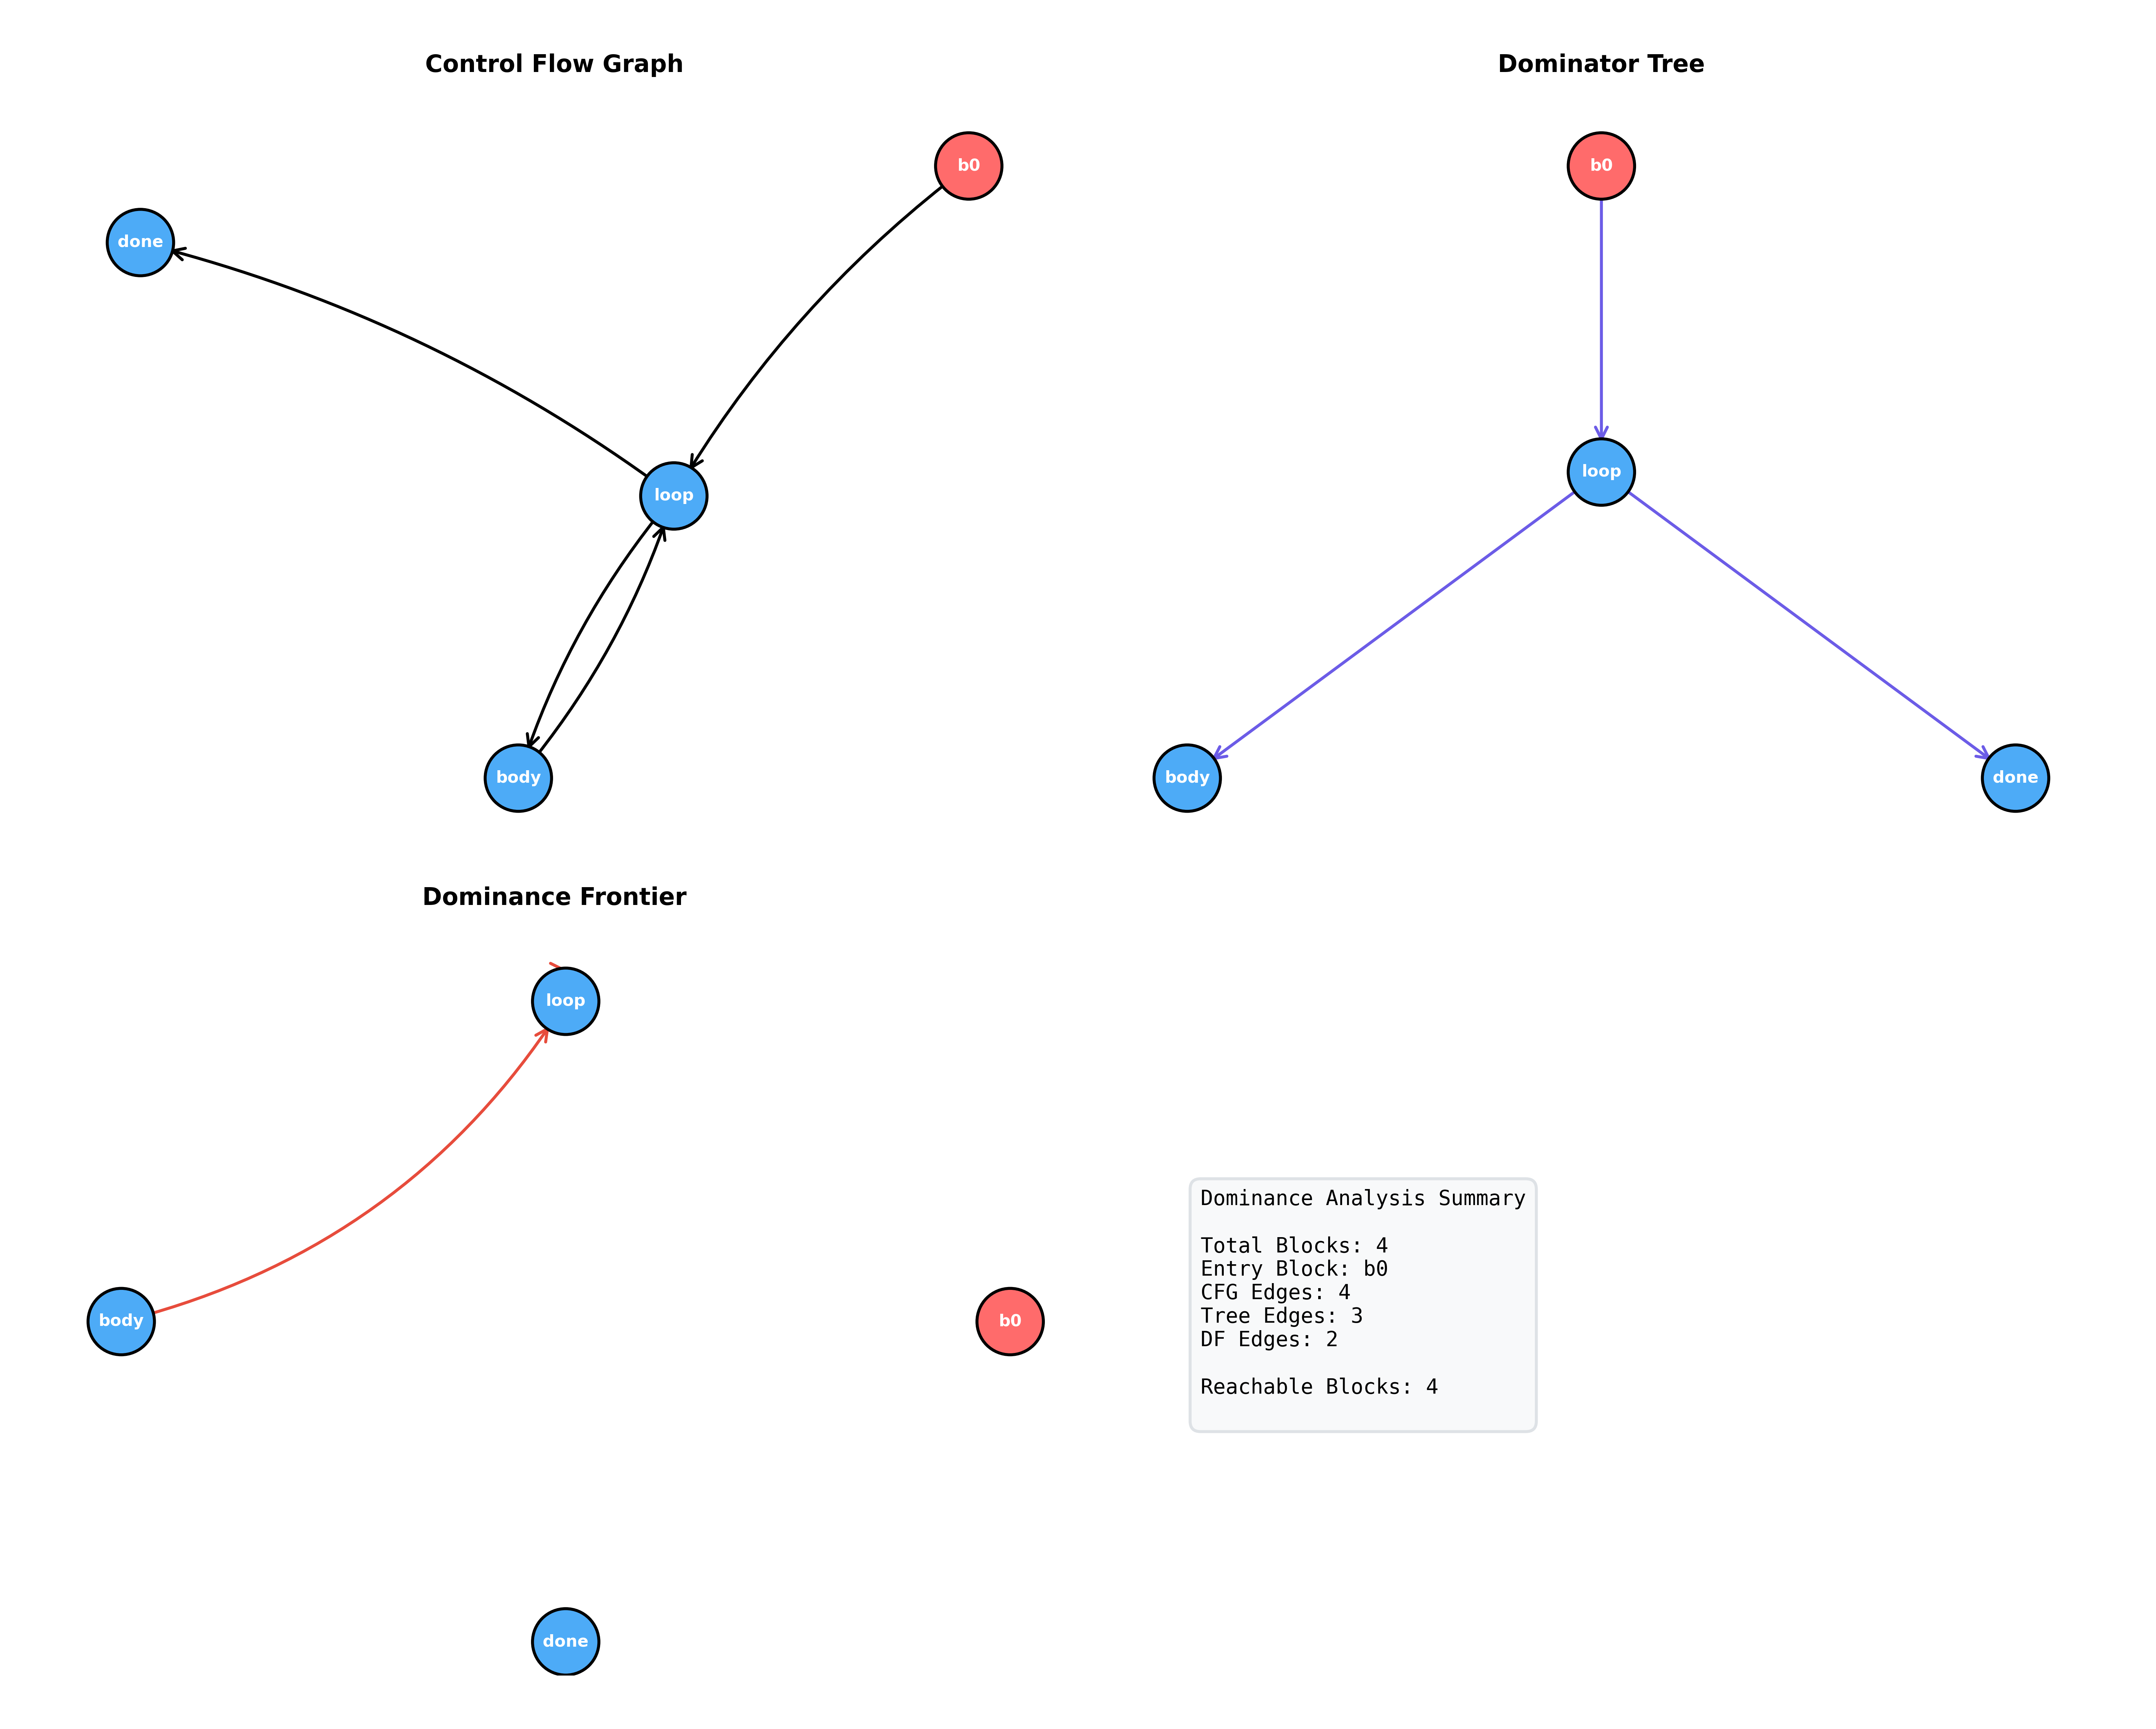 Control Flow Graph
b0
done
loop
body
Dominator Tree
b0
loop
body
done
Dominance Frontier
loop
body
b0
done
Dominance Analysis Summary
Total Blocks: 4
Entry Block: b0
CFG Edges: 4
Tree Edges: 3
DF Edges: 2
Reachable Blocks: 4